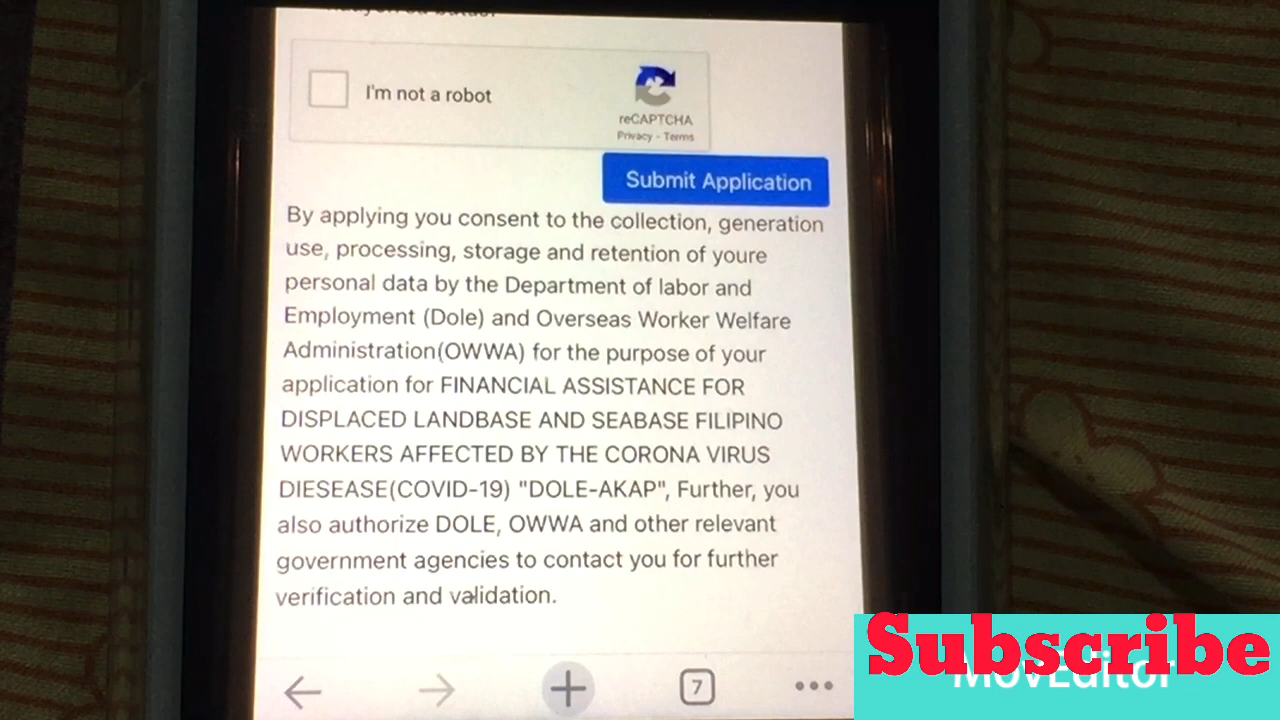 I'm not a robot
reCAPTCHA
Privacy - Terms
Submit Application
By applying you consent to the collection, generation
use, processing, storage and retention of youre
personal data by the Department of labor and
Employment (Dole) and Overseas Worker Welfare
Administration(OWWA) for the purpose of your
application for FINANCIAL ASSISTANCE FOR
DISPLACED LANDBASE AND SEABASE FILIPINO
WORKERS AFFECTED BY THE CORONA VIRUS
DIESEASE(COVID-19) "DOLE-AKAP", Further, you
also authorize DOLE, OWWA and other relevant
government agencies to contact you for further
verification and validation.
7
Subscribe
MovEditor